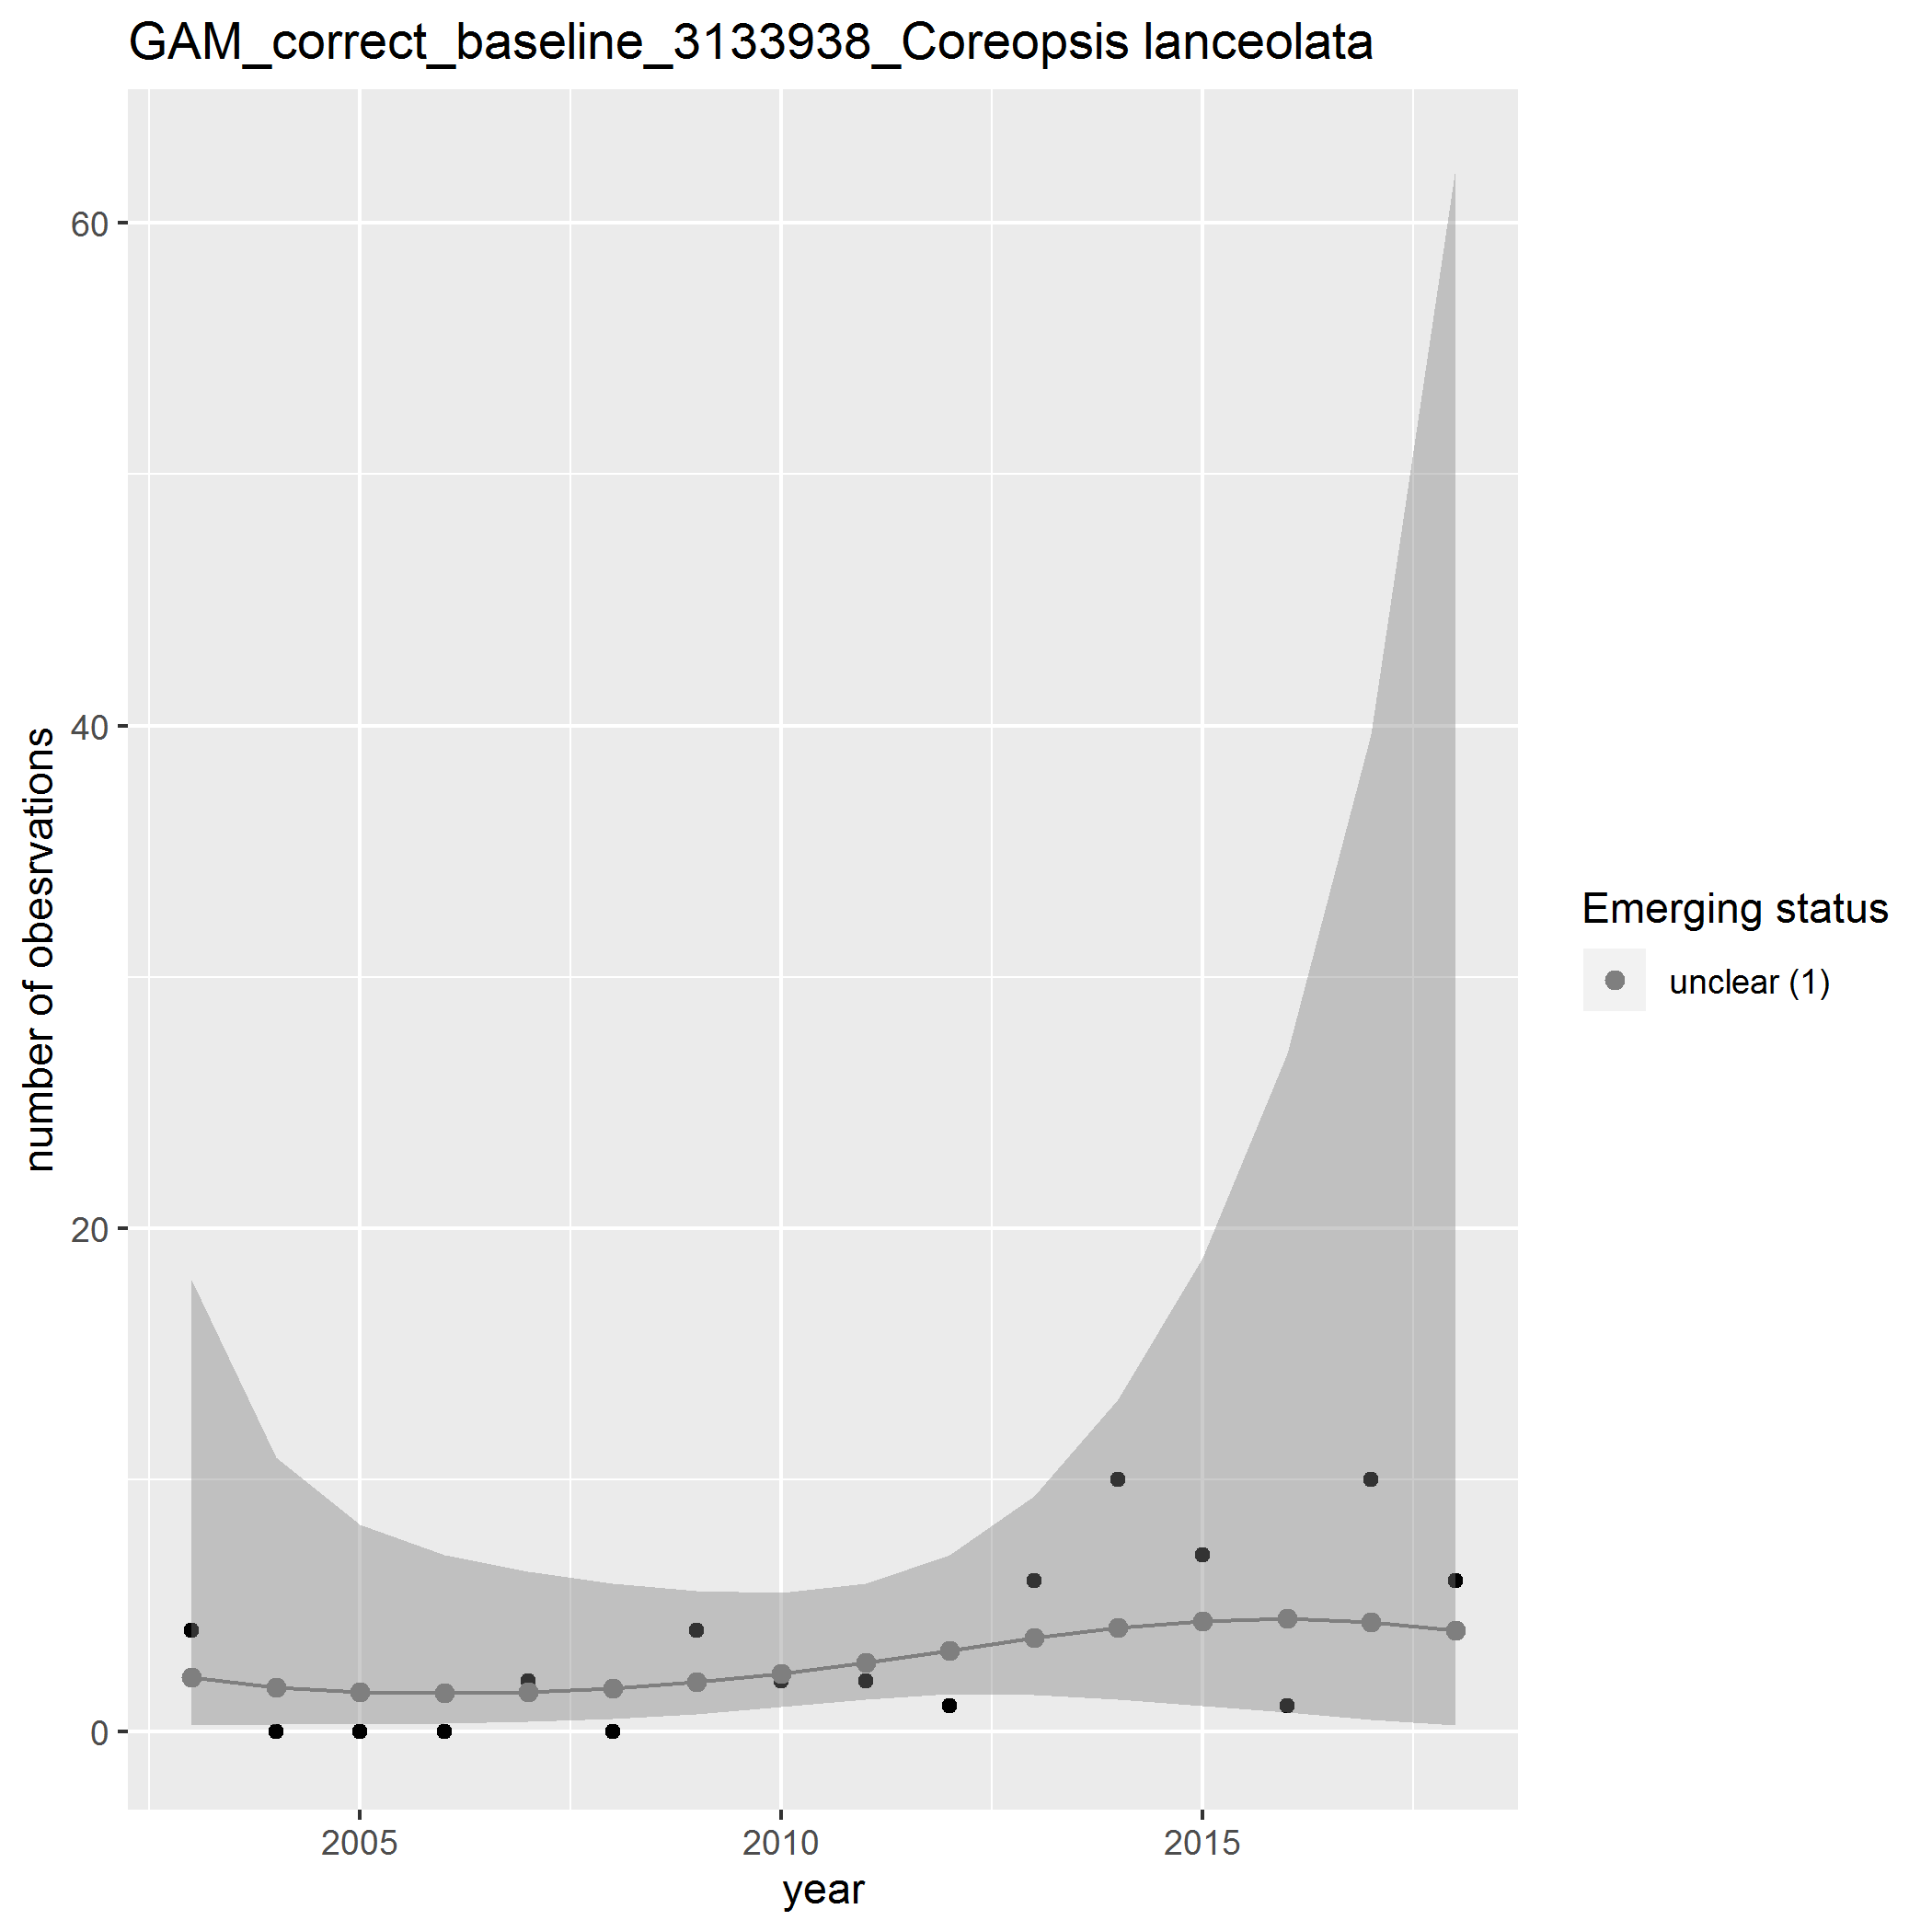 GAM_correct_baseline_3133938_Coreopsis lanceolata
60
40
20
0
number of obesrvations
2005
2010
2015
year
Emerging status
unclear (1)